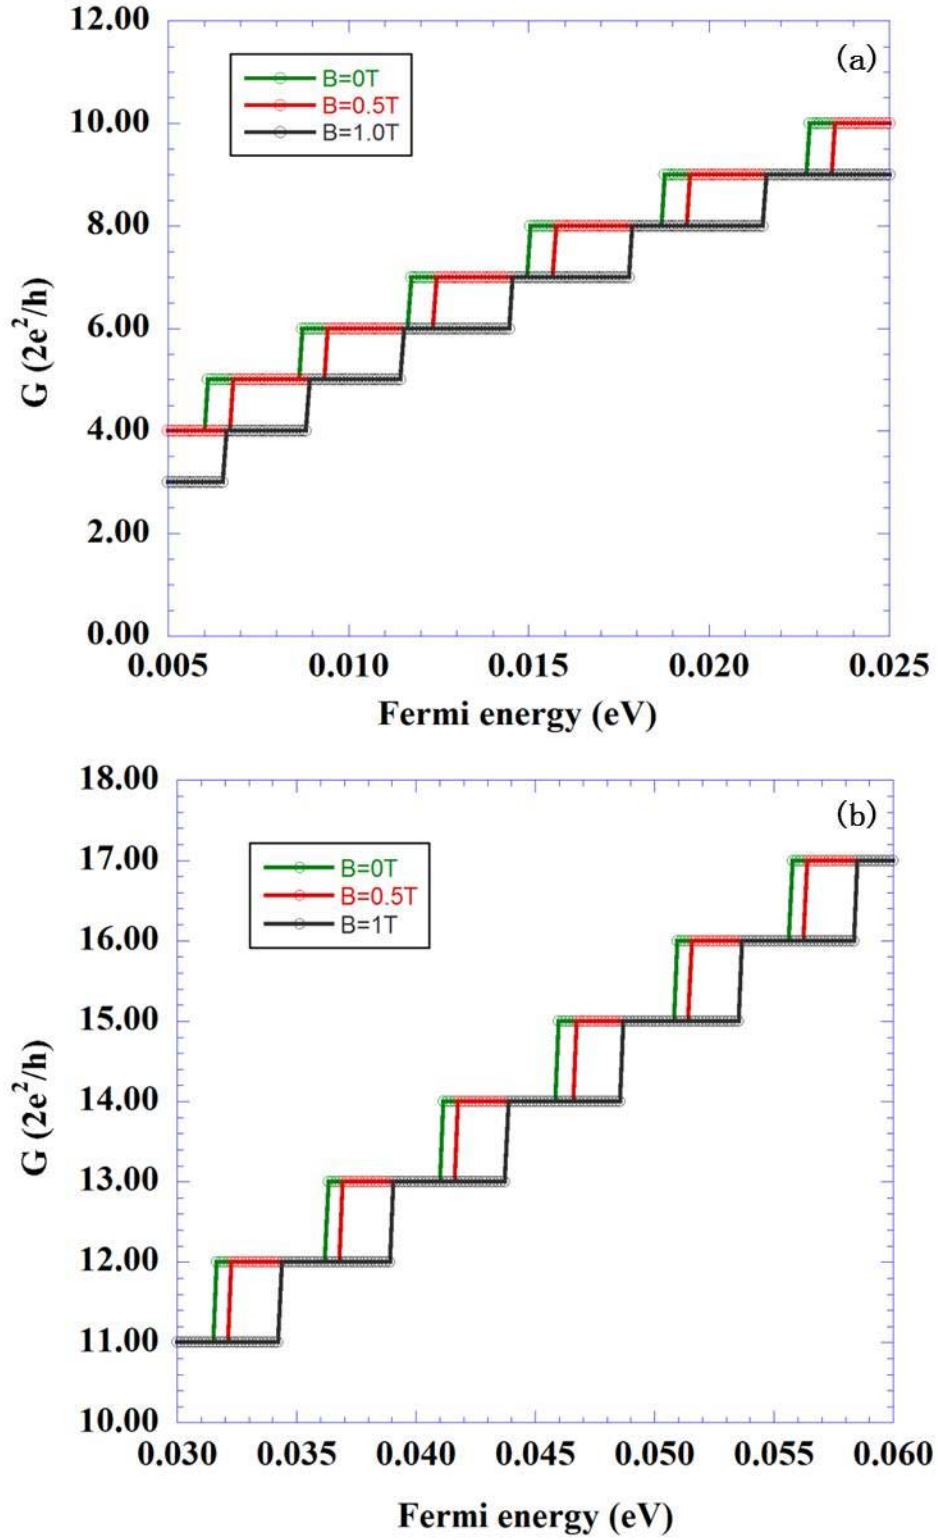 12.00
(a)
B=0T
B=0.5T
B=1.0T
10.00
8.00
6.00
4.00
2.00
0.00
G (2e²/h)
0.005 0.010 0.015 0.020 0.025
Fermi energy (eV)
18.00
(b)
B=0T
B=0.5T
B=1T
17.00
16.00
15.00
14.00
13.00
12.00
11.00
10.00
G (2e²/h)
0.030 0.035 0.040 0.045 0.050 0.055 0.060
Fermi energy (eV)